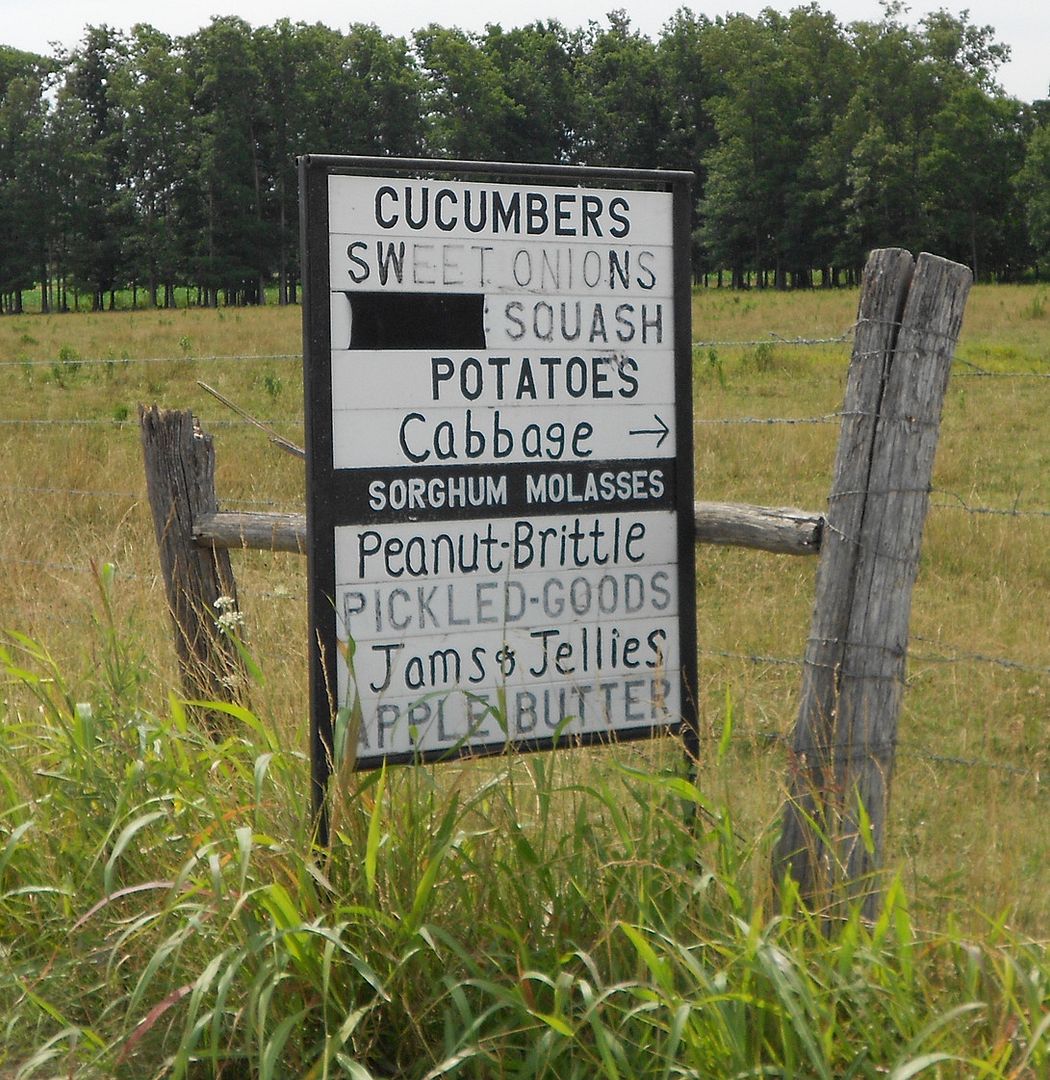 CUCUMBERS
SWEET ONIONS
: SQUASH
POTATOES
Cabbage →
SORGHUM MOLASSES
Peanut-Brittle
PICKLED-GOODS
Jams & Jellies
APPLE BUTTER